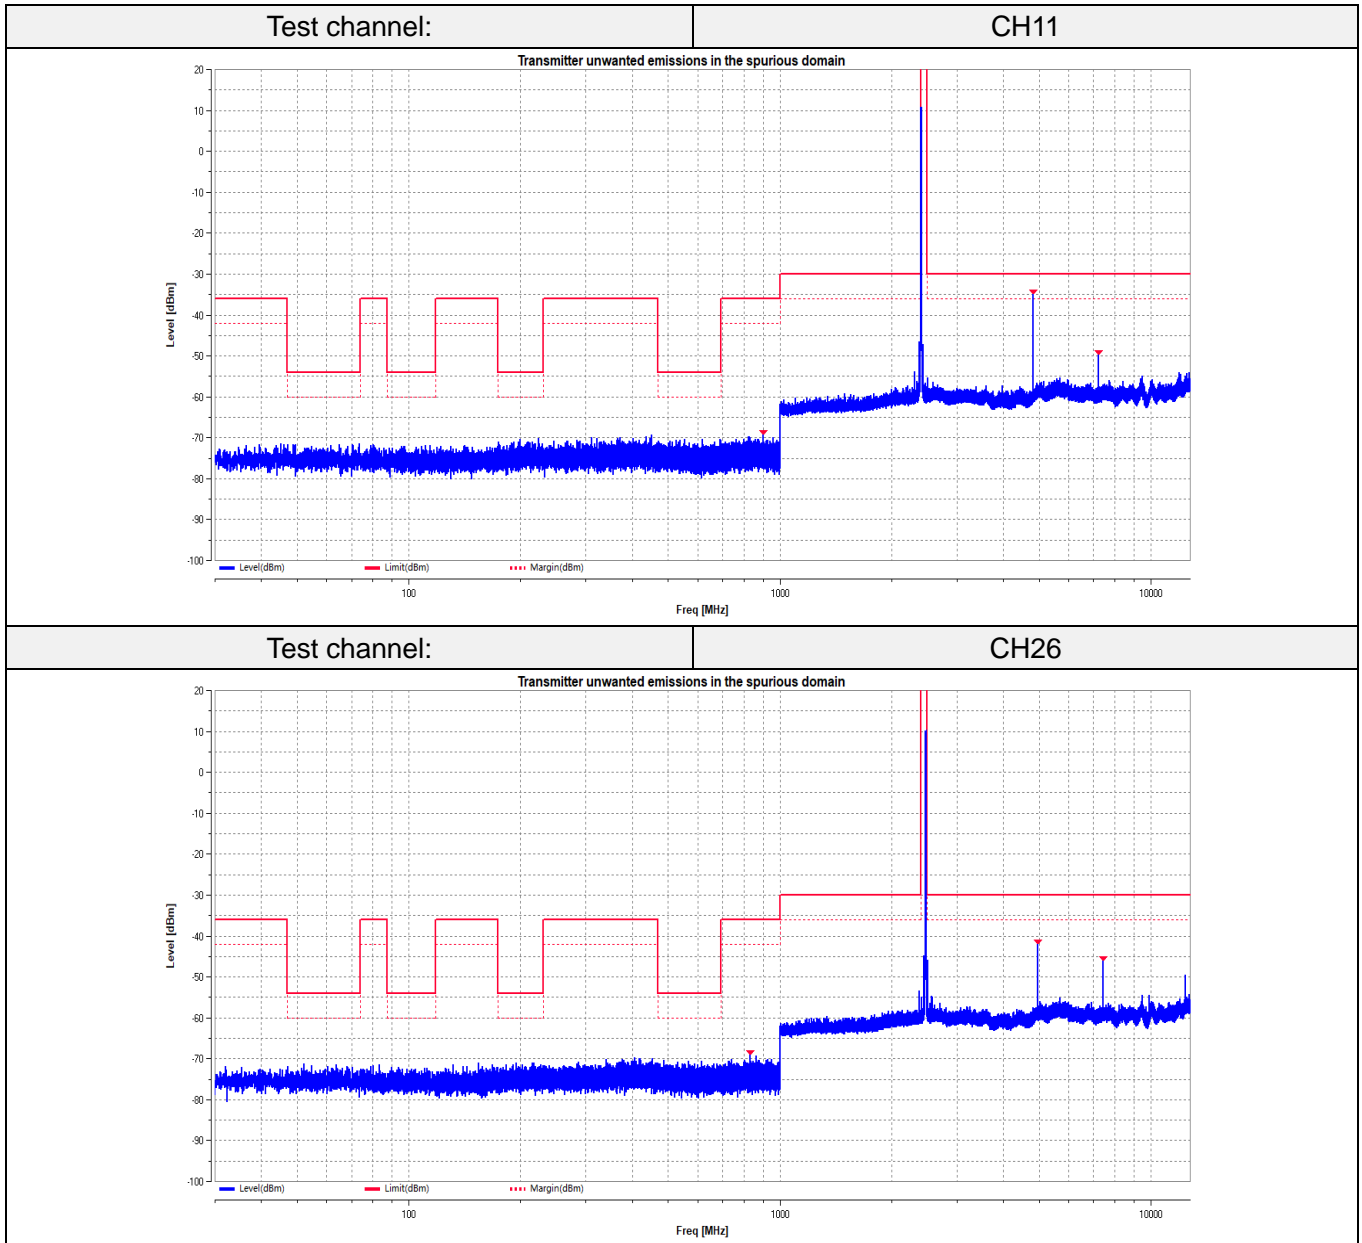 Test channel: CH11
Transmitter unwanted emissions in the spurious domain
20
10
0
-10
-20
-30
-40
-50
-60
-70
-80
-90
-100
Level [dBm]
Level(dBm) Limit(dBm) Margin(dBm)
100 1000 10000
Freq [MHz]
Test channel: CH26
Transmitter unwanted emissions in the spurious domain
20
10
0
-10
-20
-30
-40
-50
-60
-70
-80
-90
-100
Level [dBm]
Level(dBm) Limit(dBm) Margin(dBm)
100 1000 10000
Freq [MHz]